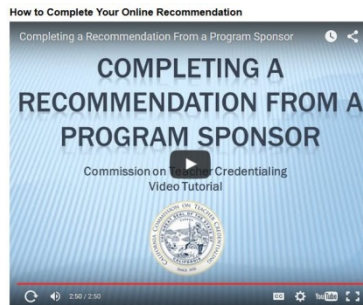 How to Complete Your Online Recommendation
Completing a Recommendation From a Program Sponsor
COMPLETING A
RECOMMENDATION FROM A
PROGRAM SPONSOR
Commission on Teacher Credentialing
Video Tutorial
2:50 / 2:50
YouTube